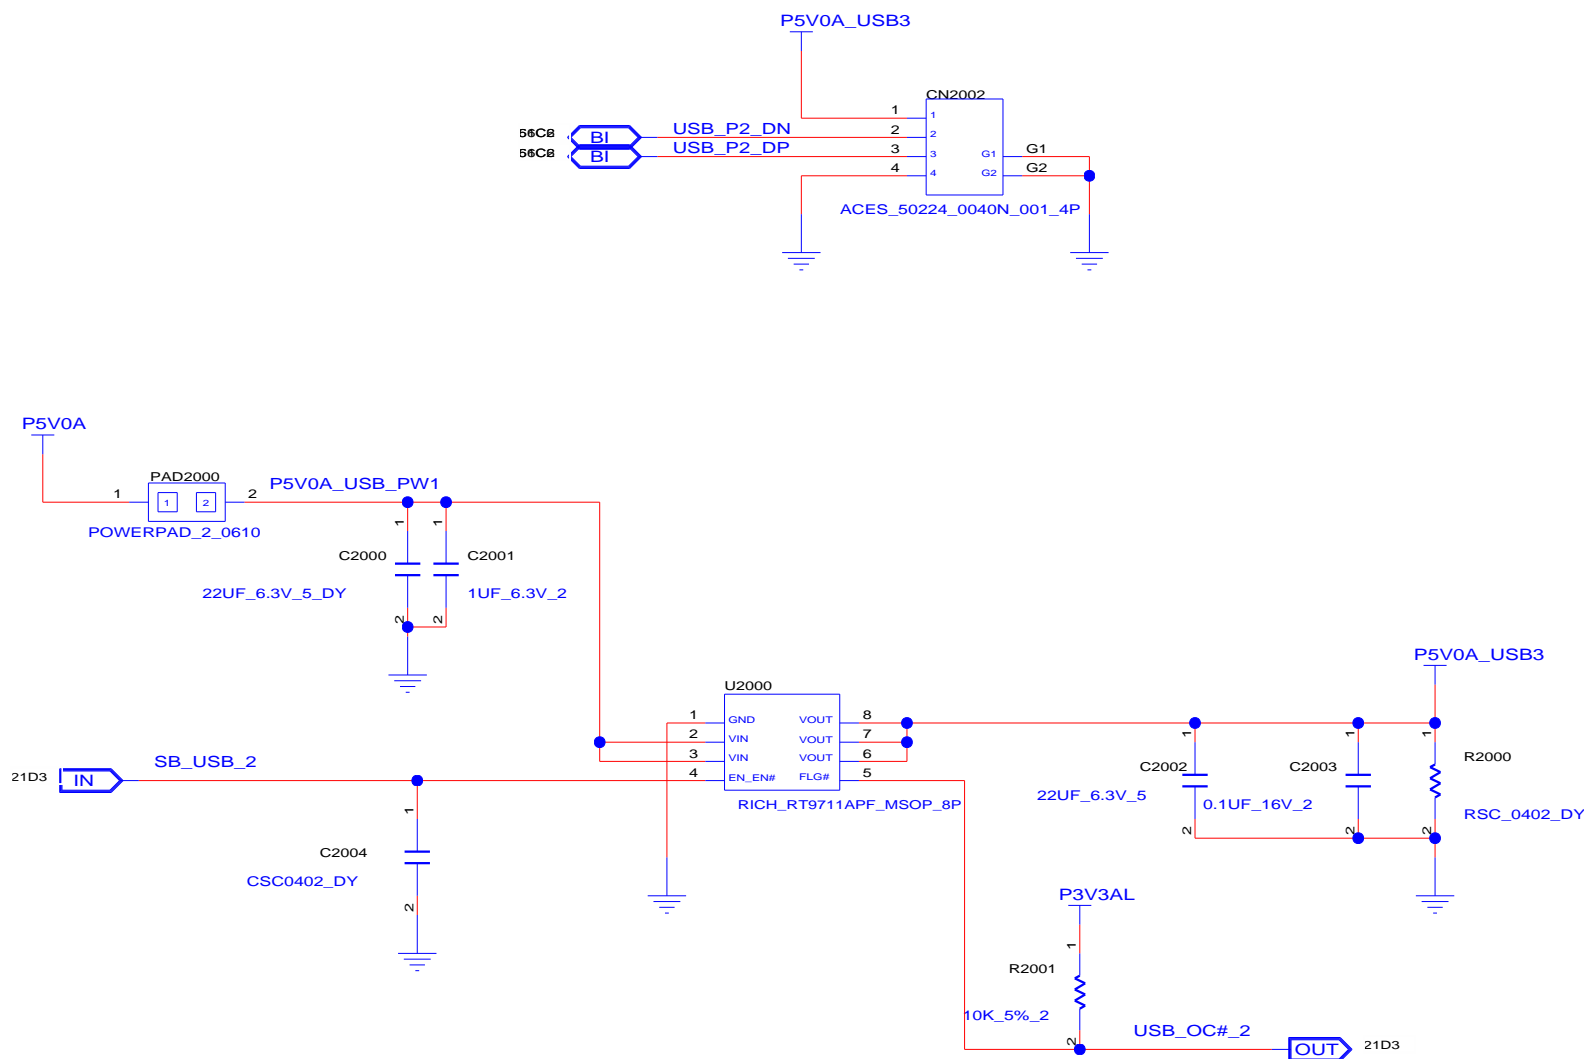 P5V0A_USB3
CN2002
1 1
BI USB_P2_DN 2 2
BI USB_P2_DP 3 3 G1 G1
4 4 G2 G2
ACES_50224_0040N_001_4P
P5V0A
PAD2000
1 1 2 2 P5V0A_USB_PW1
POWERPAD_2_0610
1 1
C2000 C2001
22UF_6.3V_5_DY 1UF_6.3V_2
2 2
P5V0A_USB3
U2000
1 GND VOUT 8
2 VIN VOUT 7
3 VIN VOUT 6
4 EN_EN# FLG# 5
RICH_RT9711APF_MSOP_8P
21D3 IN SB_USB_2
1 1 1
C2002 C2003 R2000
22UF_6.3V_5 0.1UF_16V_2 RSC_0402_DY
2 2 2
1
C2004
CSC0402_DY
2
P3V3AL
1
R2001
10K_5%_2
2
USB_OC#_2 OUT 21D3